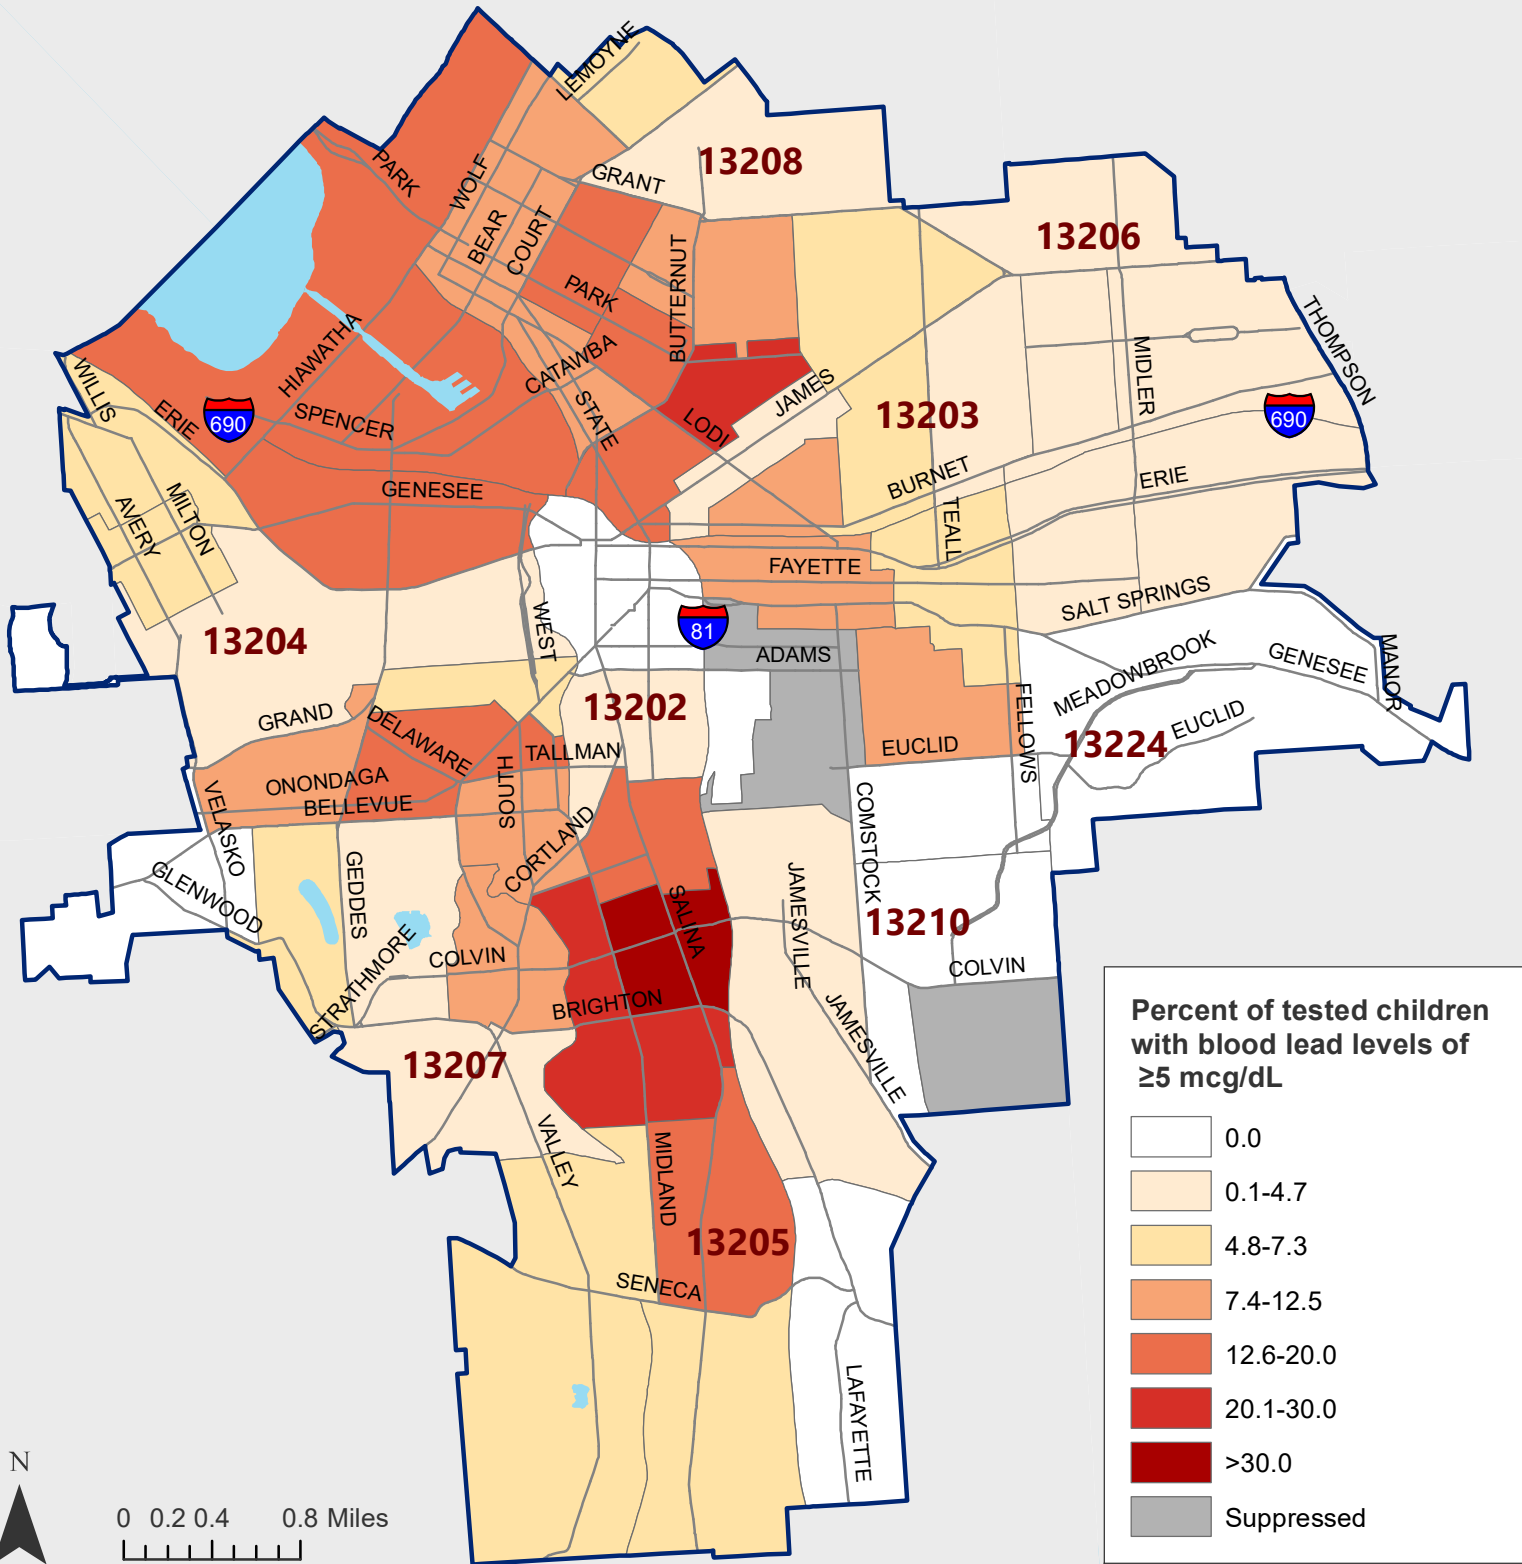 LEMOYNE
13208
PARK
WOLF
GRANT
BEAR
COURT
13206
BUTTERNUT
PARK
THOMPSON
HIAWATHA
MIDLER
WILLIS
CATAWBA
JAMES
ERIE
690
SPENCER
STATE
LODI
13203
690
GENESEE
BURNET
ERIE
AVERY
MILTON
TEALL
FAYETTE
SALT SPRINGS
WEST
81
13204
ADAMS
MEADOWBROOK
GENESEE
MANOR
13202
GRAND
DELAWARE
FELLOWS
EUCLID
TALLMAN
EUCLID
13224
ONONDAGA
SOUTH
BELLEVUE
VELASKO
COMSTOCK
CORTLAND
GLENWOOD
GEDDES
SALINA
JAMESVILLE
13210
STRATHMORE
COLVIN
COLVIN
BRIGHTON
JAMESVILLE
13207
VALLEY
MIDLAND
13205
SENECA
LAFAYETTE
Percent of tested children
with blood lead levels of
≥5 mcg/dL
0.0
0.1-4.7
4.8-7.3
7.4-12.5
12.6-20.0
20.1-30.0
>30.0
Suppressed
N
0 0.2 0.4 0.8 Miles